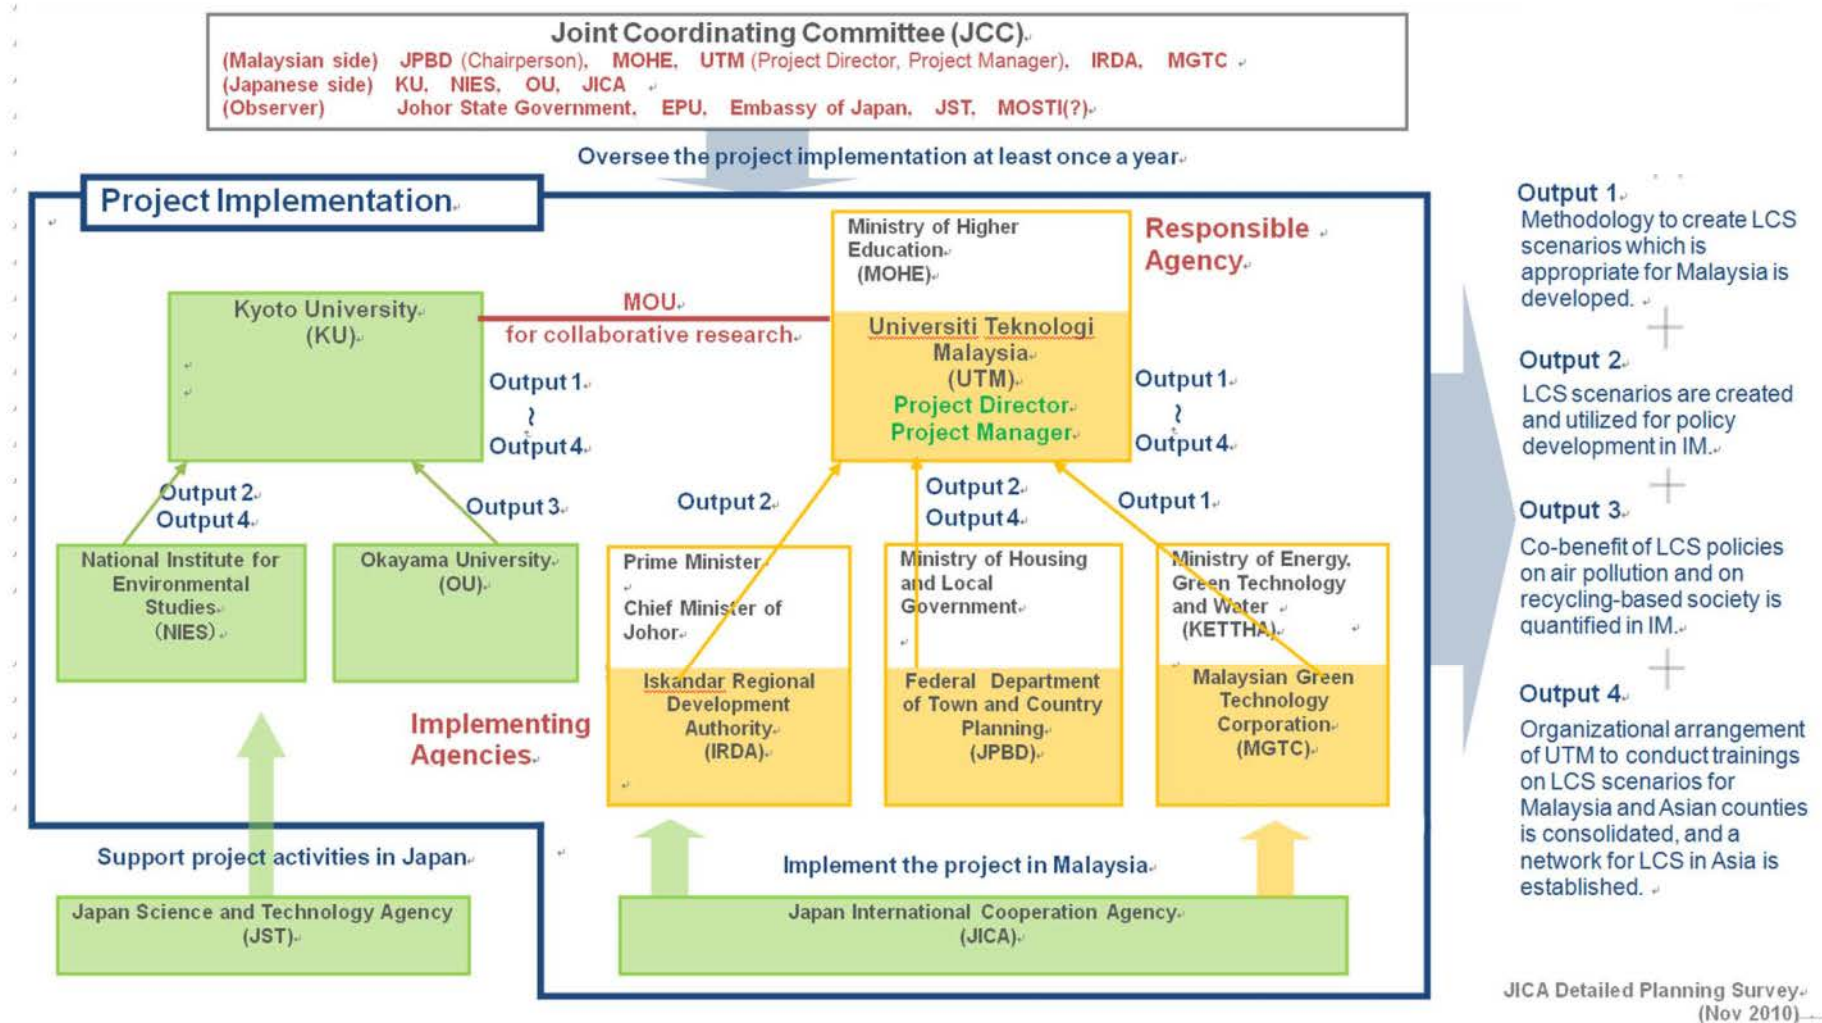 Joint Coordinating Committee (JCC)
(Malaysian side) JPBD (Chairperson), MOHE, UTM (Project Director, Project Manager), IRDA, MGTC
(Japanese side) KU, NIES, OU, JICA
(Observer) Johor State Government, EPU, Embassy of Japan, JST, MOSTI(?)
Oversee the project implementation at least once a year
Project Implementation
Ministry of Higher
Education
(MOHE)
Responsible
Agency
Kyoto University
(KU)
MOU
for collaborative research
Universiti Teknologi
Malaysia
(UTM)
Project Director
Project Manager
Output 1
~
Output 4
Output 1
~
Output 4
Output 2
Output 4
Output 3
Output 2
Output 2
Output 4
Output 1
National Institute for
Environmental
Studies
(NIES)
Okayama University
(OU)
Prime Minister
Chief Minister of
Johor
Iskandar Regional
Development
Authority
(IRDA)
Ministry of Housing
and Local
Government
Federal Department
of Town and Country
Planning
(JPBD)
Ministry of Energy,
Green Technology
and Water
(KETTHA)
Malaysian Green
Technology
Corporation
(MGTC)
Implementing
Agencies
Support project activities in Japan
Implement the project in Malaysia
Japan Science and Technology Agency
(JST)
Japan International Cooperation Agency
(JICA)
Output 1
Methodology to create LCS
scenarios which is
appropriate for Malaysia is
developed.
+
Output 2
LCS scenarios are created
and utilized for policy
development in IM.
+
Output 3
Co-benefit of LCS policies
on air pollution and on
recycling-based society is
quantified in IM.
+
Output 4
Organizational arrangement
of UTM to conduct trainings
on LCS scenarios for
Malaysia and Asian counties
is consolidated, and a
network for LCS in Asia is
established.
JICA Detailed Planning Survey
(Nov 2010)